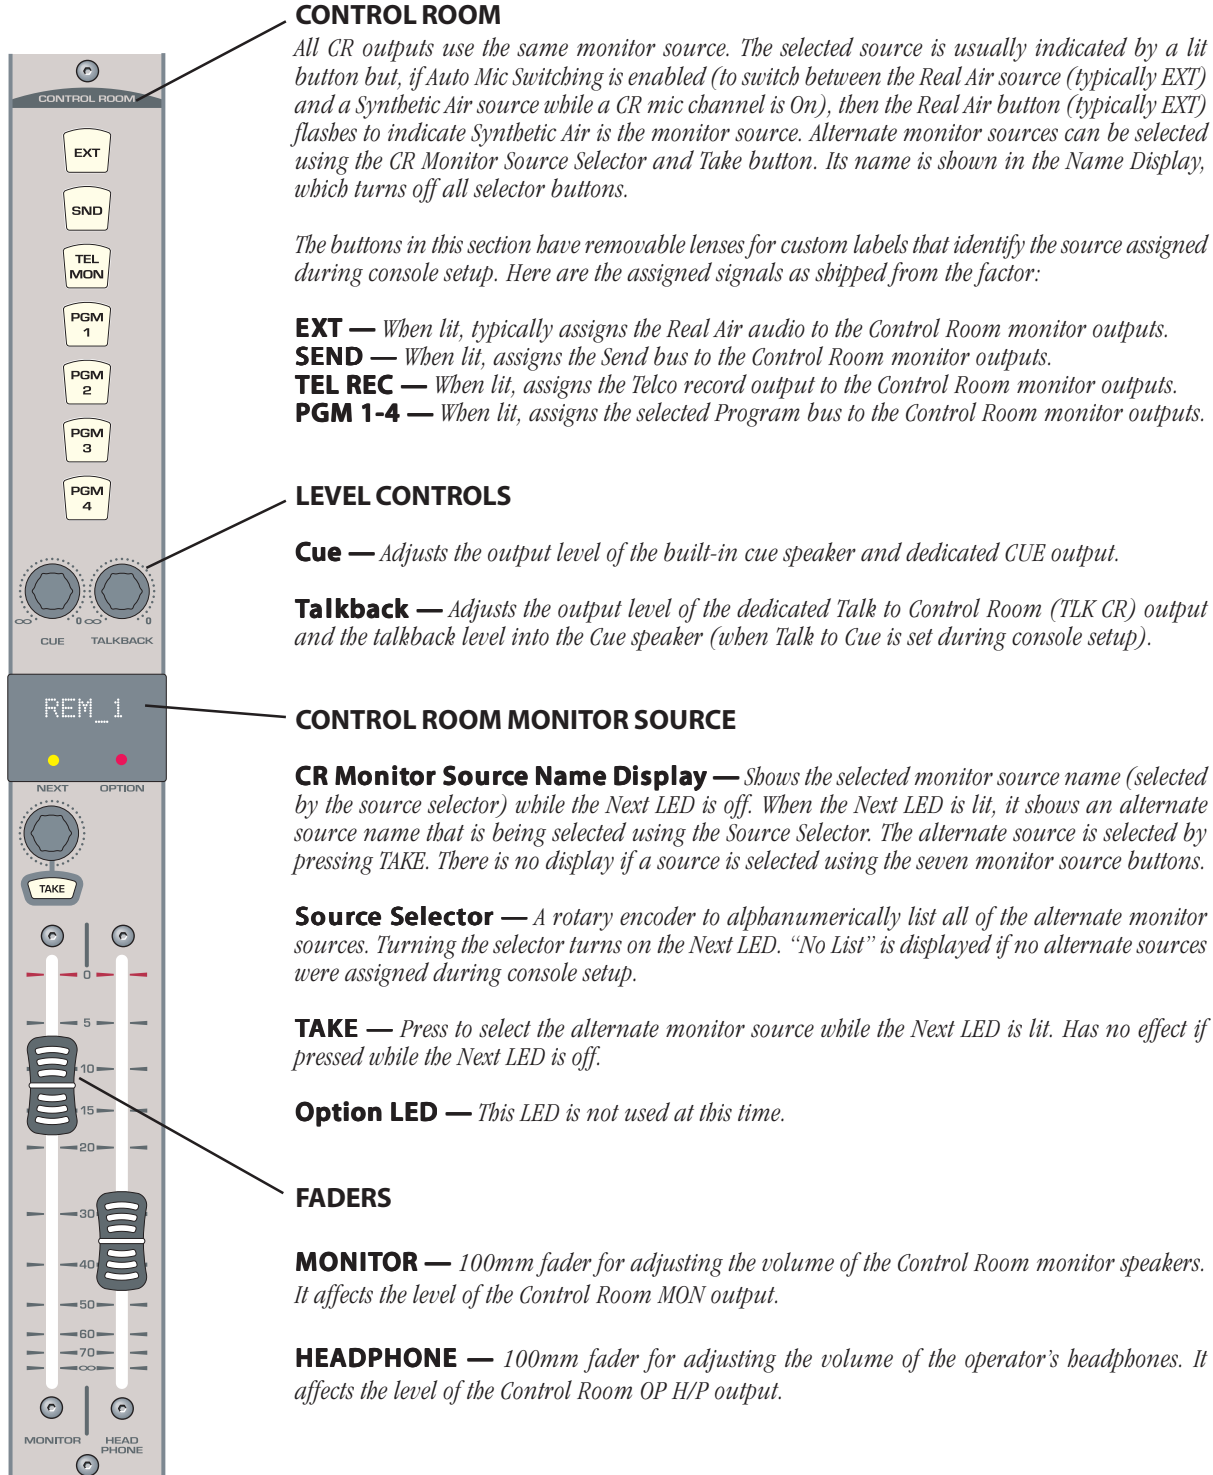 CONTROL ROOM
All CR outputs use the same monitor source. The selected source is usually indicated by a lit
button but, if Auto Mic Switching is enabled (to switch between the Real Air source (typically EXT)
and a Synthetic Air source while a CR mic channel is On), then the Real Air button (typically EXT)
flashes to indicate Synthetic Air is the monitor source. Alternate monitor sources can be selected
using the CR Monitor Source Selector and Take button. Its name is shown in the Name Display,
which turns off all selector buttons.
The buttons in this section have removable lenses for custom labels that identify the source assigned
during console setup. Here are the assigned signals as shipped from the factor:
EXT — When lit, typically assigns the Real Air audio to the Control Room monitor outputs.
SEND — When lit, assigns the Send bus to the Control Room monitor outputs.
TEL REC — When lit, assigns the Telco record output to the Control Room monitor outputs.
PGM 1-4 — When lit, assigns the selected Program bus to the Control Room monitor outputs.
LEVEL CONTROLS
Cue — Adjusts the output level of the built-in cue speaker and dedicated CUE output.
Talkback — Adjusts the output level of the dedicated Talk to Control Room (TLK CR) output
and the talkback level into the Cue speaker (when Talk to Cue is set during console setup).
CONTROL ROOM MONITOR SOURCE
CR Monitor Source Name Display — Shows the selected monitor source name (selected
by the source selector) while the Next LED is off. When the Next LED is lit, it shows an alternate
source name that is being selected using the Source Selector. The alternate source is selected by
pressing TAKE. There is no display if a source is selected using the seven monitor source buttons.
Source Selector — A rotary encoder to alphanumerically list all of the alternate monitor
sources. Turning the selector turns on the Next LED. “No List” is displayed if no alternate sources
were assigned during console setup.
TAKE — Press to select the alternate monitor source while the Next LED is lit. Has no effect if
pressed while the Next LED is off.
Option LED — This LED is not used at this time.
FADERS
MONITOR — 100mm fader for adjusting the volume of the Control Room monitor speakers.
It affects the level of the Control Room MON output.
HEADPHONE — 100mm fader for adjusting the volume of the operator’s headphones. It
affects the level of the Control Room OP H/P output.
CONTROL ROOM
EXT
SND
TEL
MON
PGM
1
PGM
2
PGM
3
PGM
4
∞ 0 ∞ 0
CUE TALKBACK
REM_1
NEXT OPTION
TAKE
0
5
10
15
20
30
40
50
60
70
∞
MONITOR
HEAD
PHONE